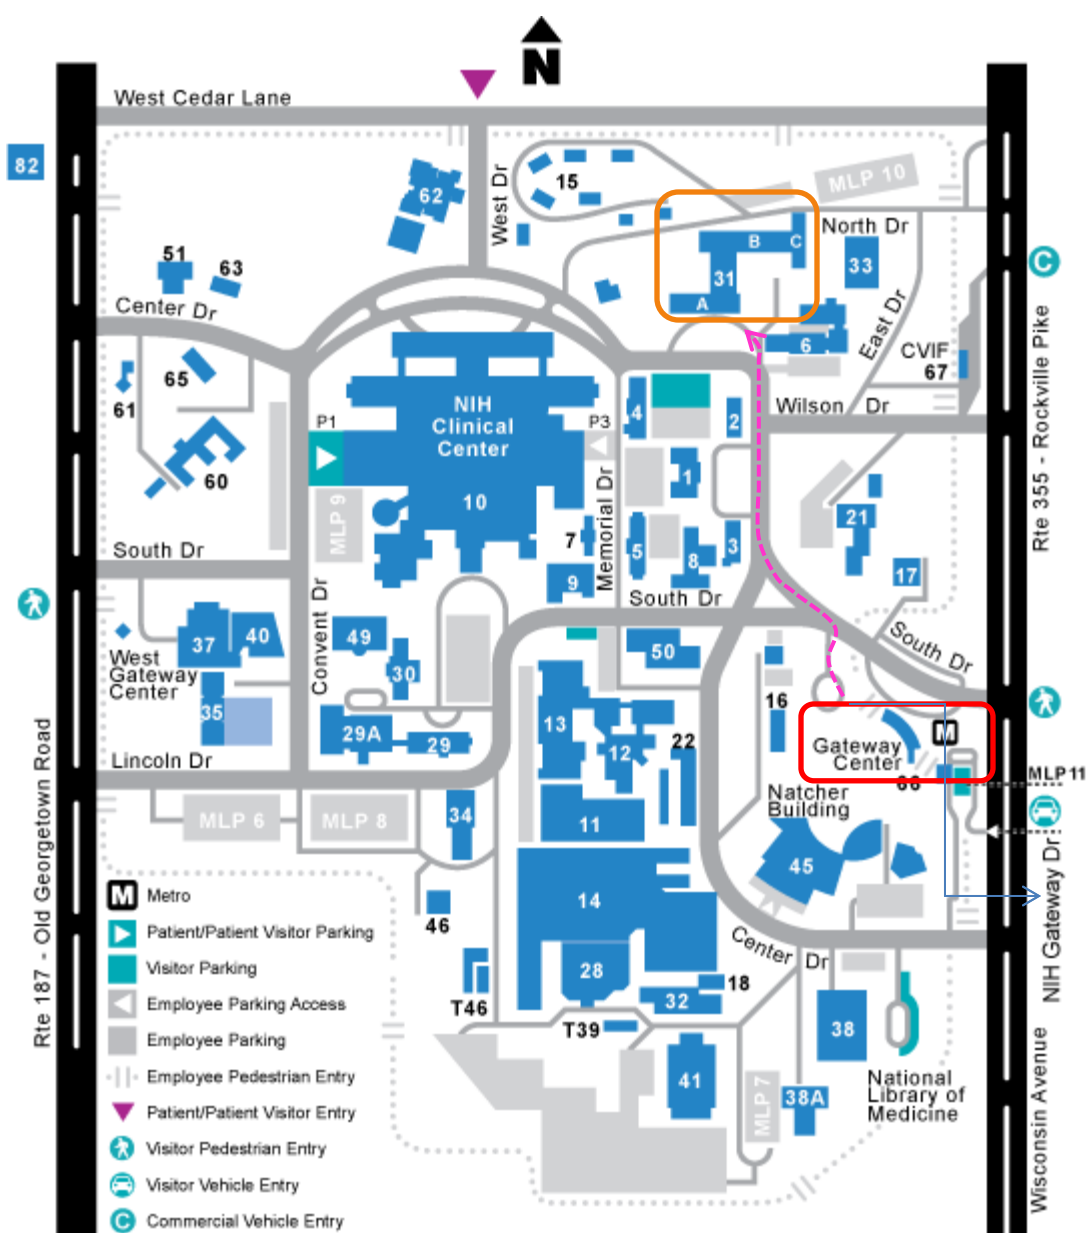 N
West Cedar Lane
82
62
West Dr
15
MLP 10
North Dr
B
C
31
A
33
51
63
Center Dr
6
East Dr
CVIF
67
C
Rte 355 - Rockville Pike
65
61
60
P1
NIH
Clinical
Center
10
P3
4
2
Wilson Dr
1
MLP 9
7
Memorial Dr
5
8
3
9
21
17
South Dr
South Dr
South Dr
37
40
West
Gateway
Center
35
Convent Dr
49
30
29A
29
50
16
13
12
22
Gateway
Center
66
M
MLP 11
Lincoln Dr
Natcher
Building
MLP 6
MLP 8
34
11
45
14
46
NIH Gateway Dr
Rte 187 - Old Georgetown Road
Center Dr
28
18
32
T46
T39
38
41
MLP 7
38A
National
Library of
Medicine
Wisconsin Avenue
M Metro
Patient/Patient Visitor Parking
Visitor Parking
Employee Parking Access
Employee Parking
Employee Pedestrian Entry
Patient/Patient Visitor Entry
Visitor Pedestrian Entry
Visitor Vehicle Entry
C Commercial Vehicle Entry